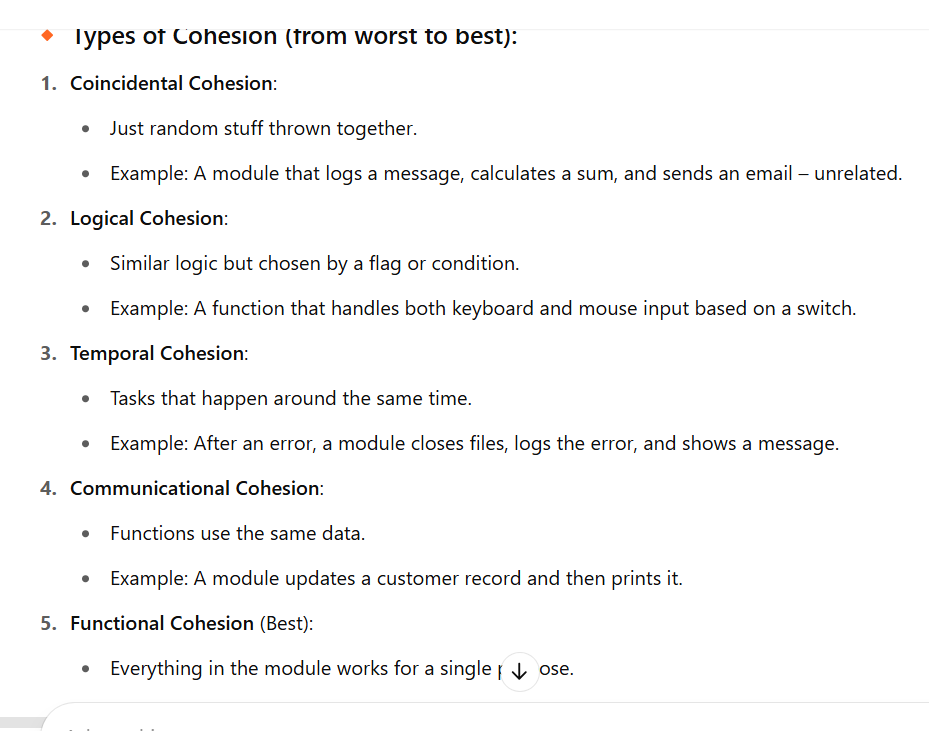 Types of Cohesion (from worst to best):
1. Coincidental Cohesion:
Just random stuff thrown together.
Example: A module that logs a message, calculates a sum, and sends an email – unrelated.
2. Logical Cohesion:
Similar logic but chosen by a flag or condition.
Example: A function that handles both keyboard and mouse input based on a switch.
3. Temporal Cohesion:
Tasks that happen around the same time.
Example: After an error, a module closes files, logs the error, and shows a message.
4. Communicational Cohesion:
Functions use the same data.
Example: A module updates a customer record and then prints it.
5. Functional Cohesion (Best):
Everything in the module works for a single